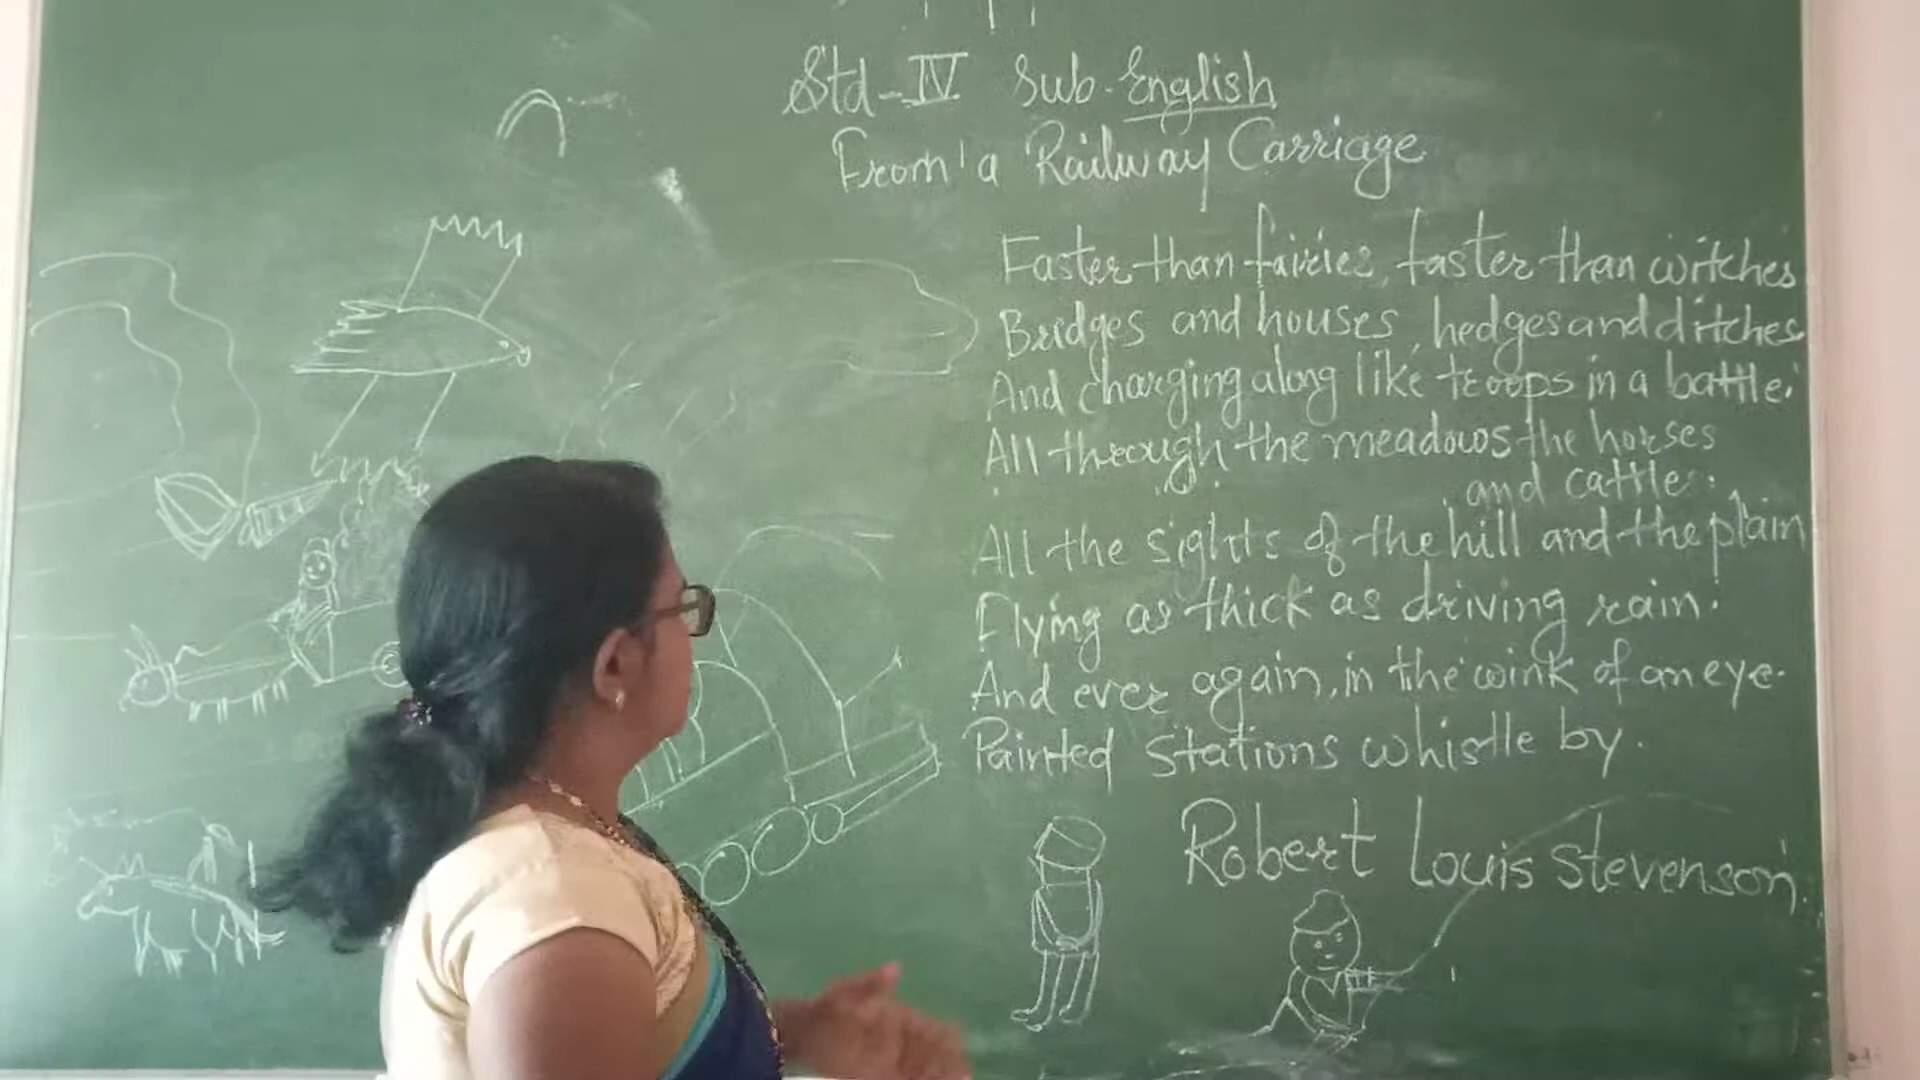 Std-IV Sub-English
From a Railway Carriage
Faster than fairies, faster than witches
Bridges and houses, hedges and ditches
And charging along like troops in a battle.
All through the meadows the horses
and cattle.
All the sights of the hill and the plain
Flying as thick as driving rain.
And ever again, in the wink of an eye.
Painted Stations whistle by.
Robert Louis Stevenson.